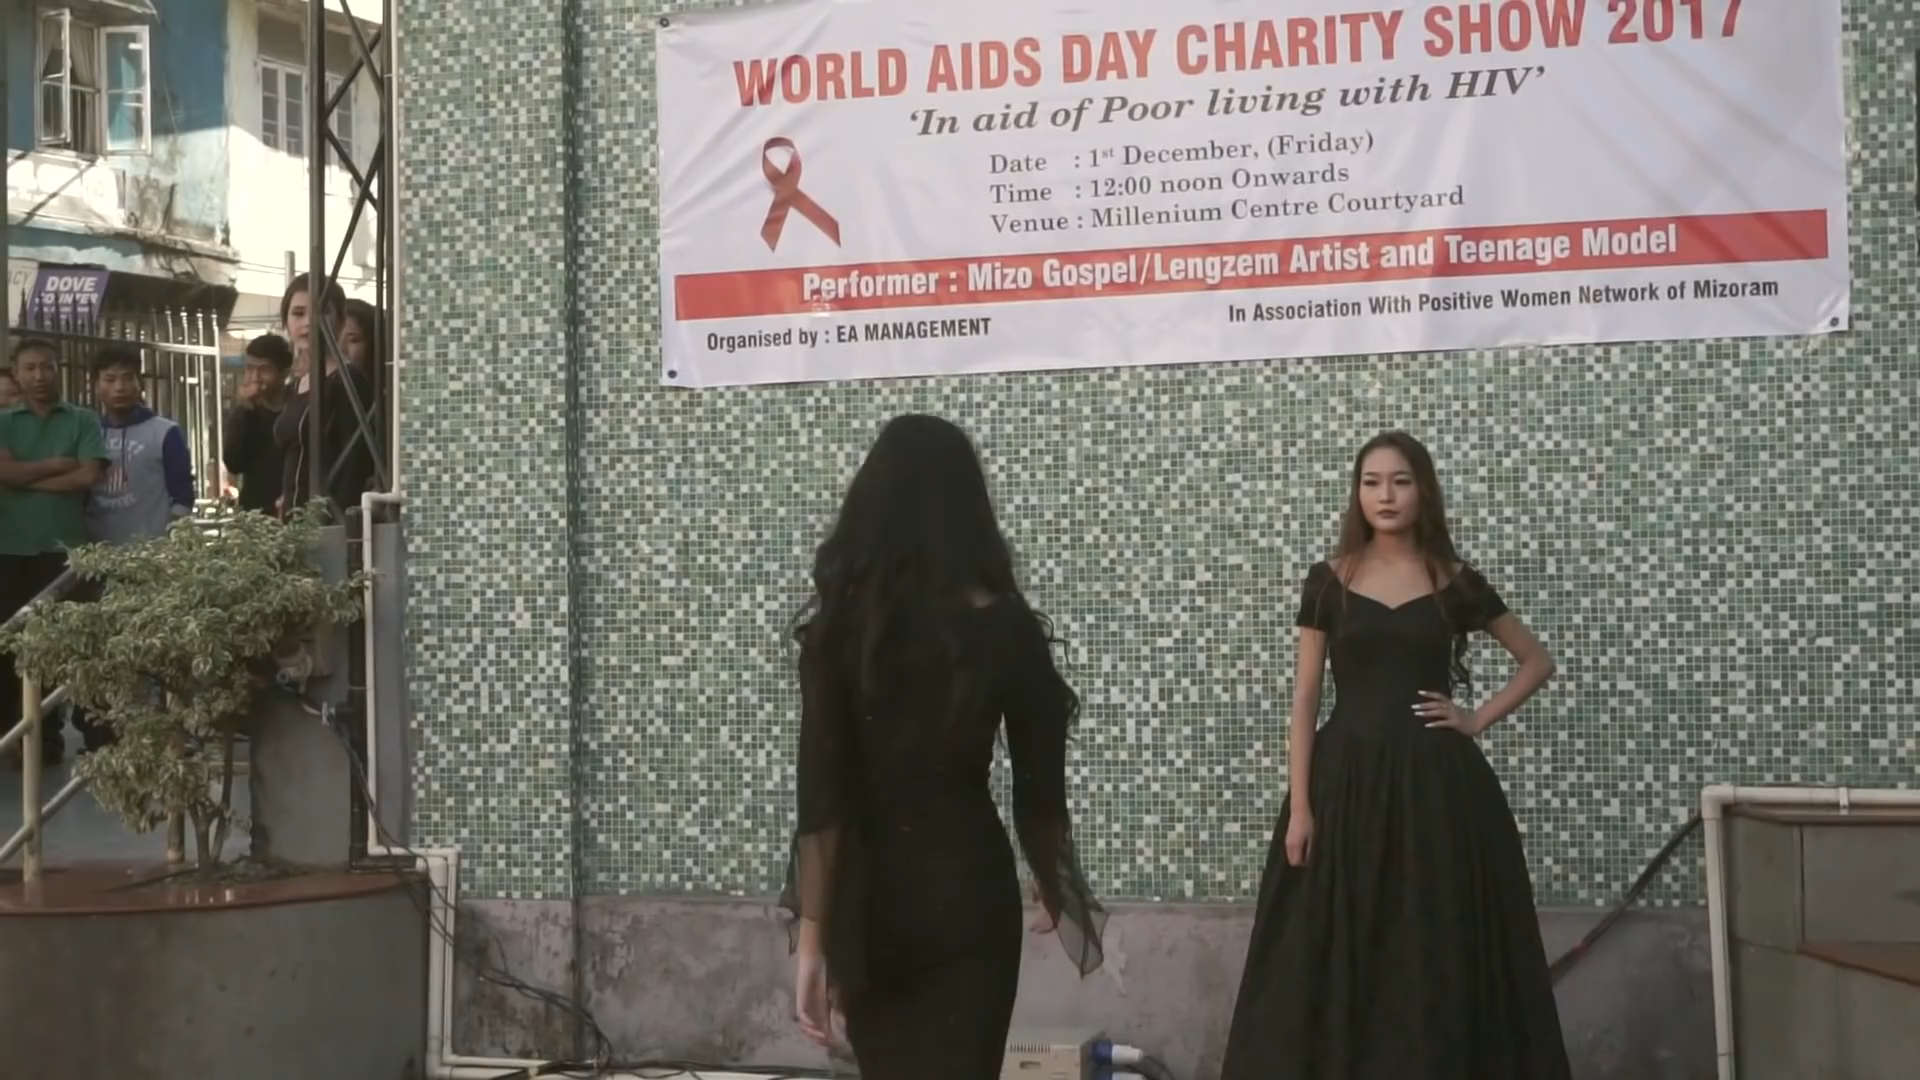 WORLD AIDS DAY CHARITY SHOW 2017
‘In aid of Poor living with HIV’
Date : 1st December, (Friday)
Time : 12:00 noon Onwards
Venue : Millenium Centre Courtyard
Performer : Mizo Gospel/Lengzem Artist and Teenage Model
Organised by : EA MANAGEMENT
In Association With Positive Women Network of Mizoram
DOVE
COUNTER